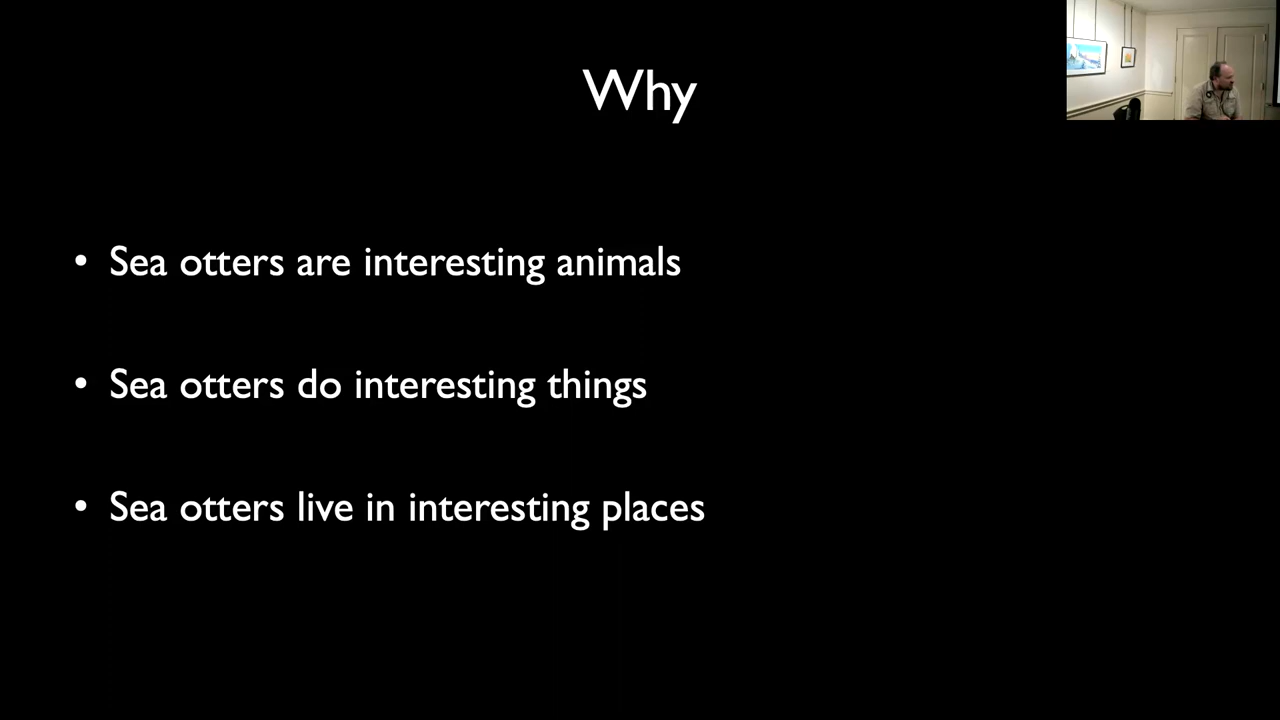 Why
• Sea otters are interesting animals
• Sea otters do interesting things
• Sea otters live in interesting places